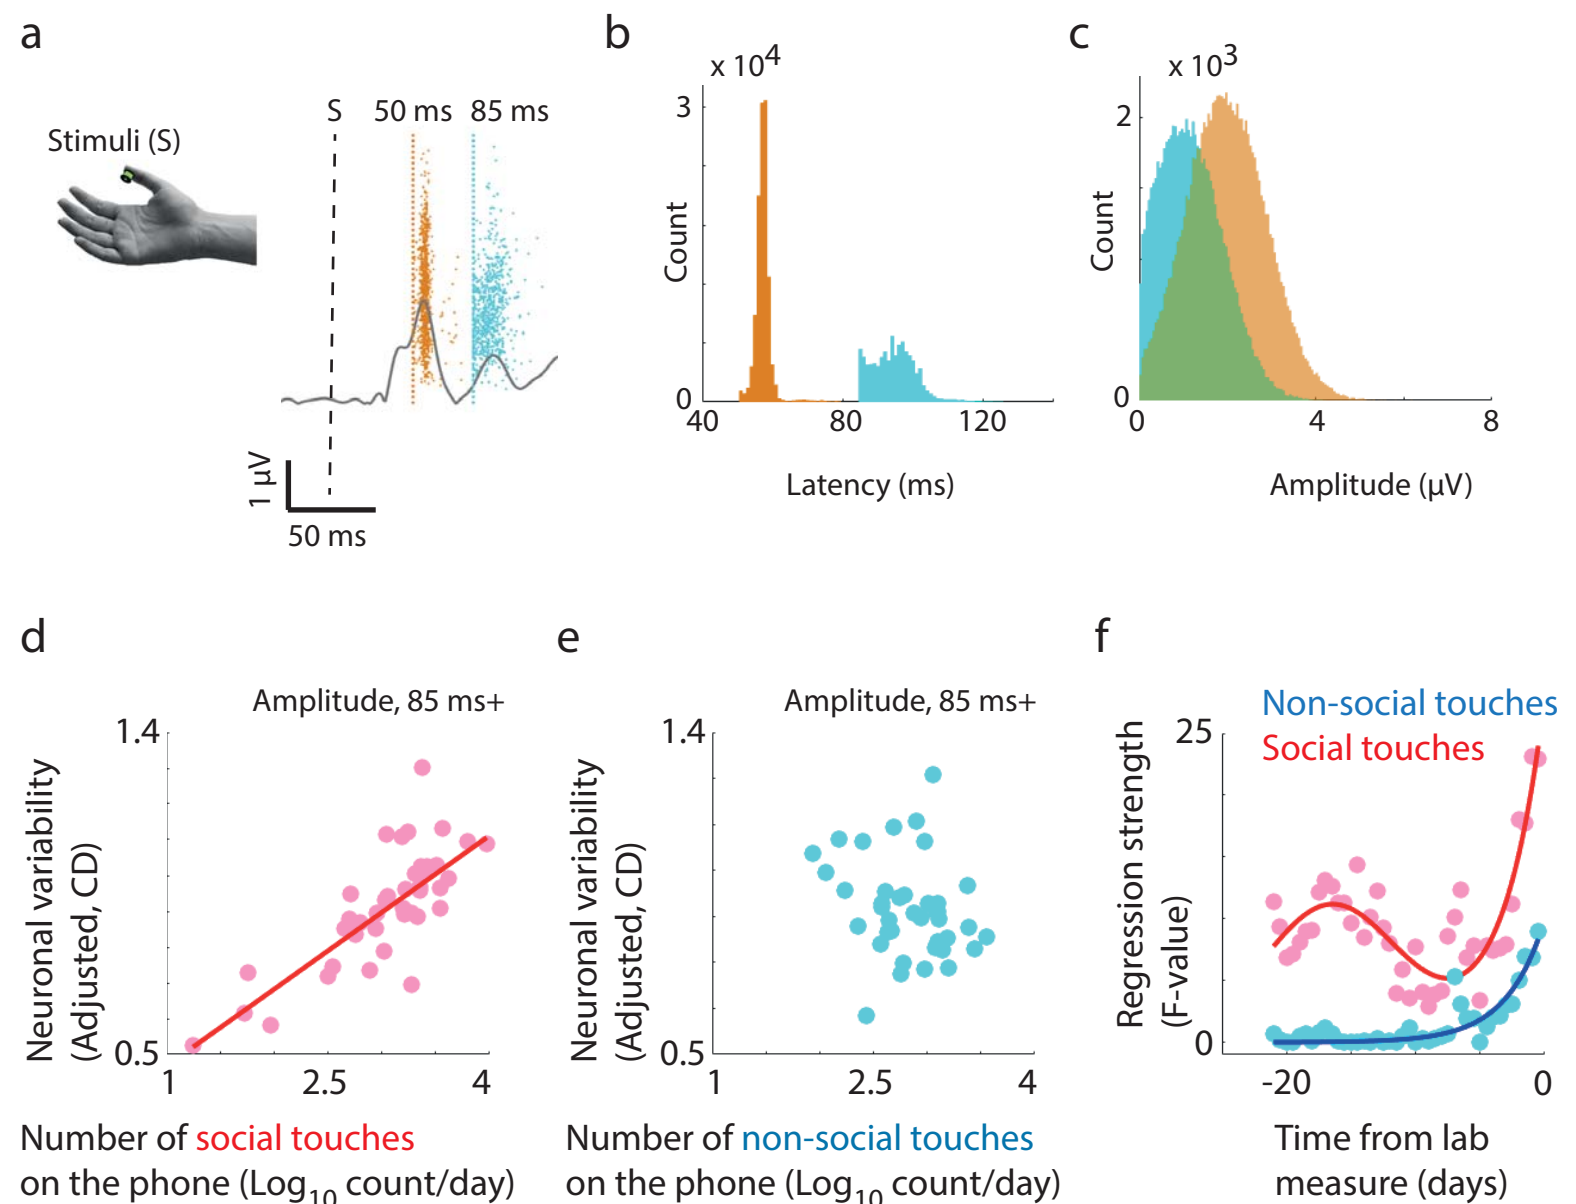 a
Stimuli (S)
S
50 ms
85 ms
1 µV
50 ms
b
x 10⁴
3
0
Count
40
80
120
Latency (ms)
c
x 10³
2
0
Count
0
4
8
Amplitude (µV)
d
Amplitude, 85 ms+
1.4
0.5
Neuronal variability
(Adjusted, CD)
1
2.5
4
Number of social touches
on the phone (Log₁₀ count/day)
e
Amplitude, 85 ms+
1.4
0.5
Neuronal variability
(Adjusted, CD)
1
2.5
4
Number of non-social touches
on the phone (Log₁₀ count/day)
f
Non-social touches
Social touches
25
0
Regression strength
(F-value)
-20
0
Time from lab
measure (days)